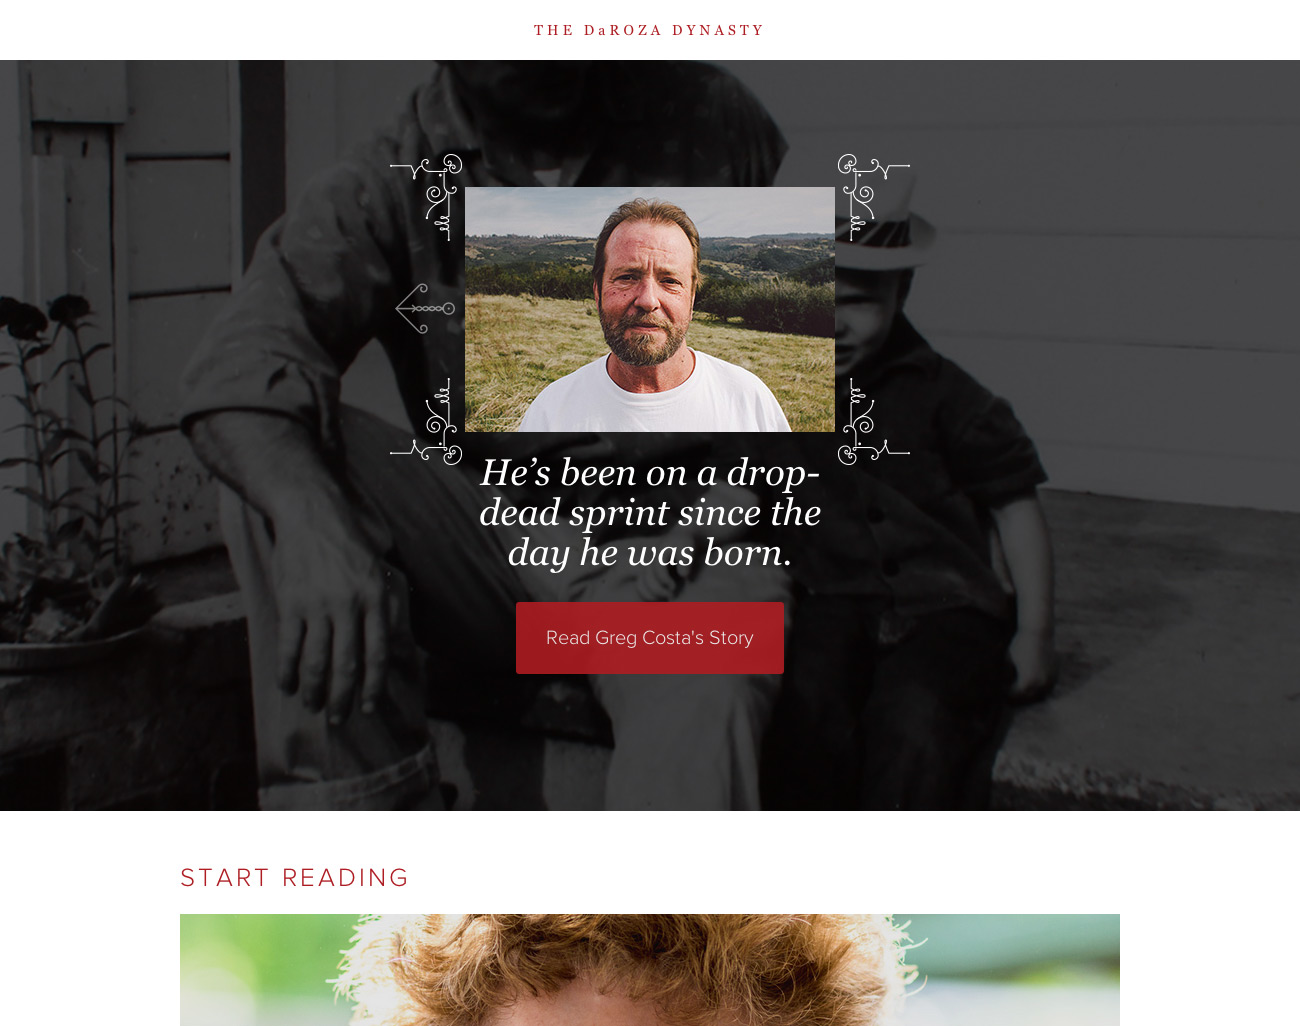 THE DaROZA DYNASTY
He’s been on a drop-
dead sprint since the
day he was born.
Read Greg Costa's Story
START READING